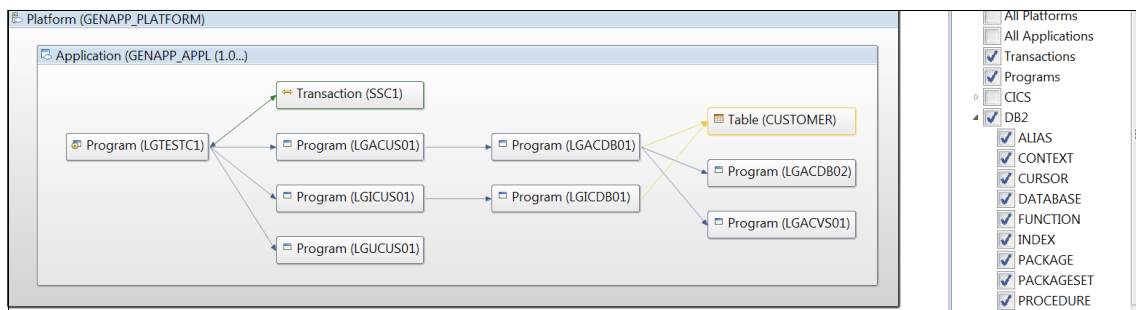 Platform (GENAPP_PLATFORM)
Application (GENAPP_APPL (1.0...)
Transaction (SSC1)
Table (CUSTOMER)
Program (LGTESTC1)
Program (LGACUS01)
Program (LGACDB01)
Program (LGACDB02)
Program (LGICUS01)
Program (LGICDB01)
Program (LGACVS01)
Program (LGUCUS01)
All Platforms
All Applications
Transactions
Programs
CICS
DB2
ALIAS
CONTEXT
CURSOR
DATABASE
FUNCTION
INDEX
PACKAGE
PACKAGESET
PROCEDURE